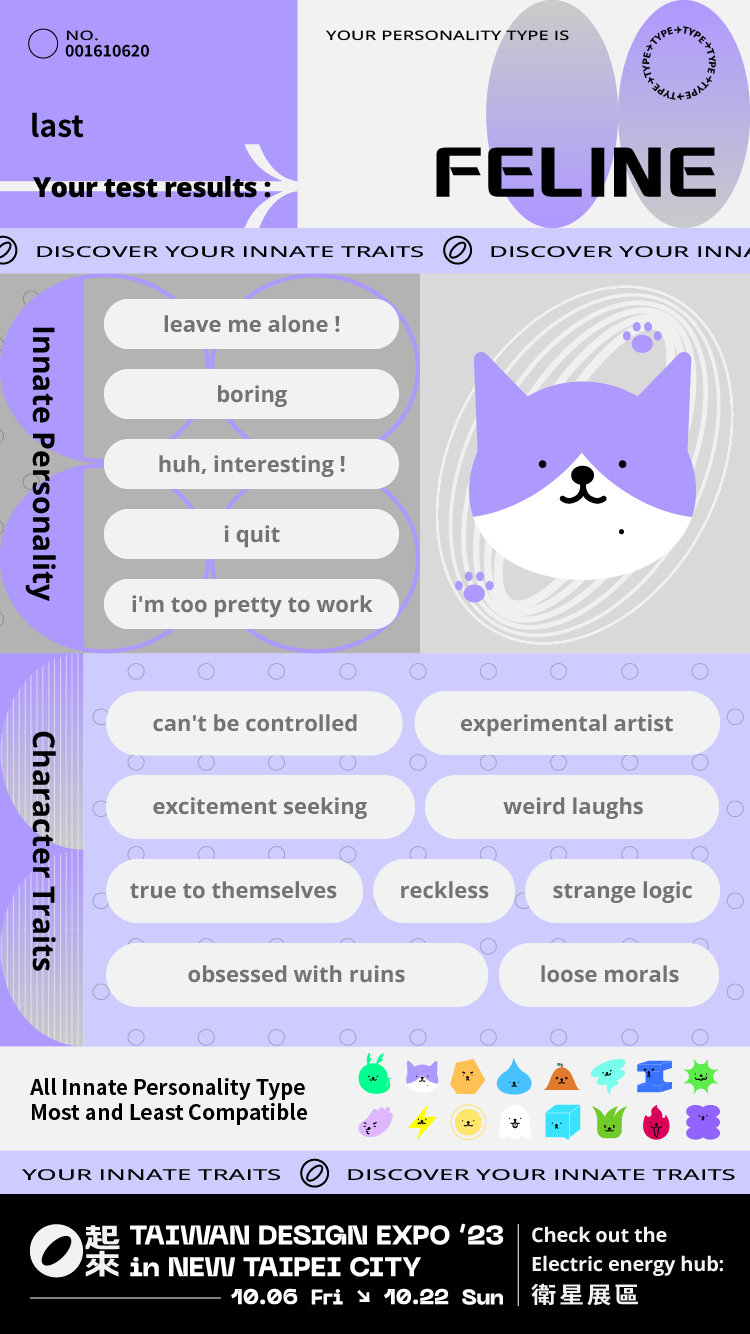 NO.
001610620
YOUR PERSONALITY TYPE IS
TYPE→TYPE→TYPE→TYPE→TYPE→TYPE→TYPE→
last
Your test results :
FELINE
DISCOVER YOUR INNATE TRAITS DISCOVER YOUR INNA
Innate Personality
leave me alone !
boring
huh, interesting !
i quit
i'm too pretty to work
Character Traits
can't be controlled
experimental artist
excitement seeking
weird laughs
true to themselves
reckless
strange logic
obsessed with ruins
loose morals
All Innate Personality Type
Most and Least Compatible
YOUR INNATE TRAITS DISCOVER YOUR INNATE TRAITS
起來
TAIWAN DESIGN EXPO '23
in NEW TAIPEI CITY
10.06 Fri ↘ 10.22 Sun
Check out the
Electric energy hub:
衛星展區